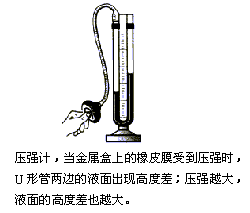 压强计，当金属盒上的橡皮膜受到压强时，
U形管两边的液面出现高度差；压强越大，
液面的高度差也越大。